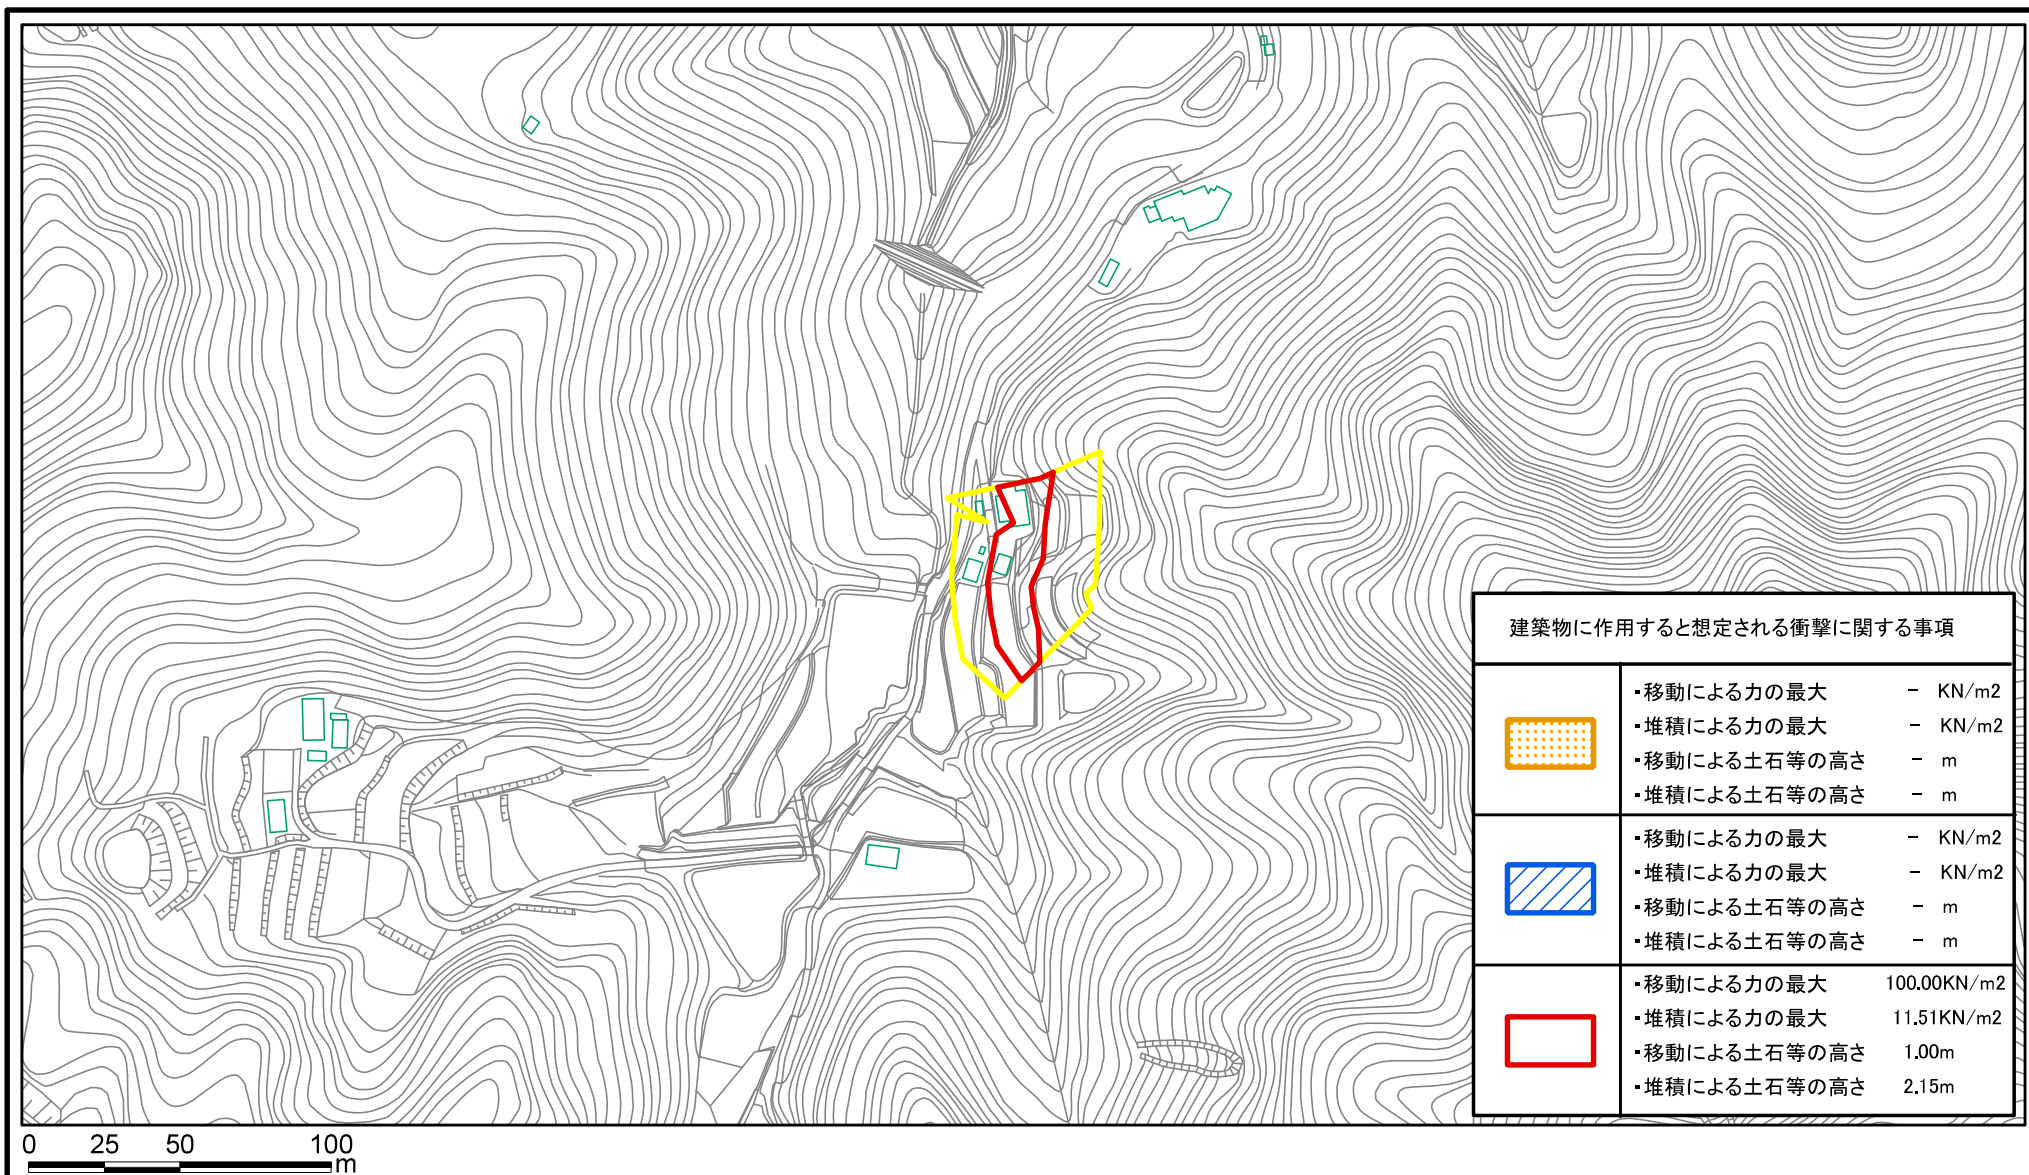 建築物に作用すると想定される衝撃に関する事項
・移動による力の最大 - KN/m2
・堆積による力の最大 - KN/m2
・移動による土石等の高さ - m
・堆積による土石等の高さ - m
・移動による力の最大 - KN/m2
・堆積による力の最大 - KN/m2
・移動による土石等の高さ - m
・堆積による土石等の高さ - m
・移動による力の最大 100.00KN/m2
・堆積による力の最大 11.51KN/m2
・移動による土石等の高さ 1.00m
・堆積による土石等の高さ 2.15m
0 25 50 100
m